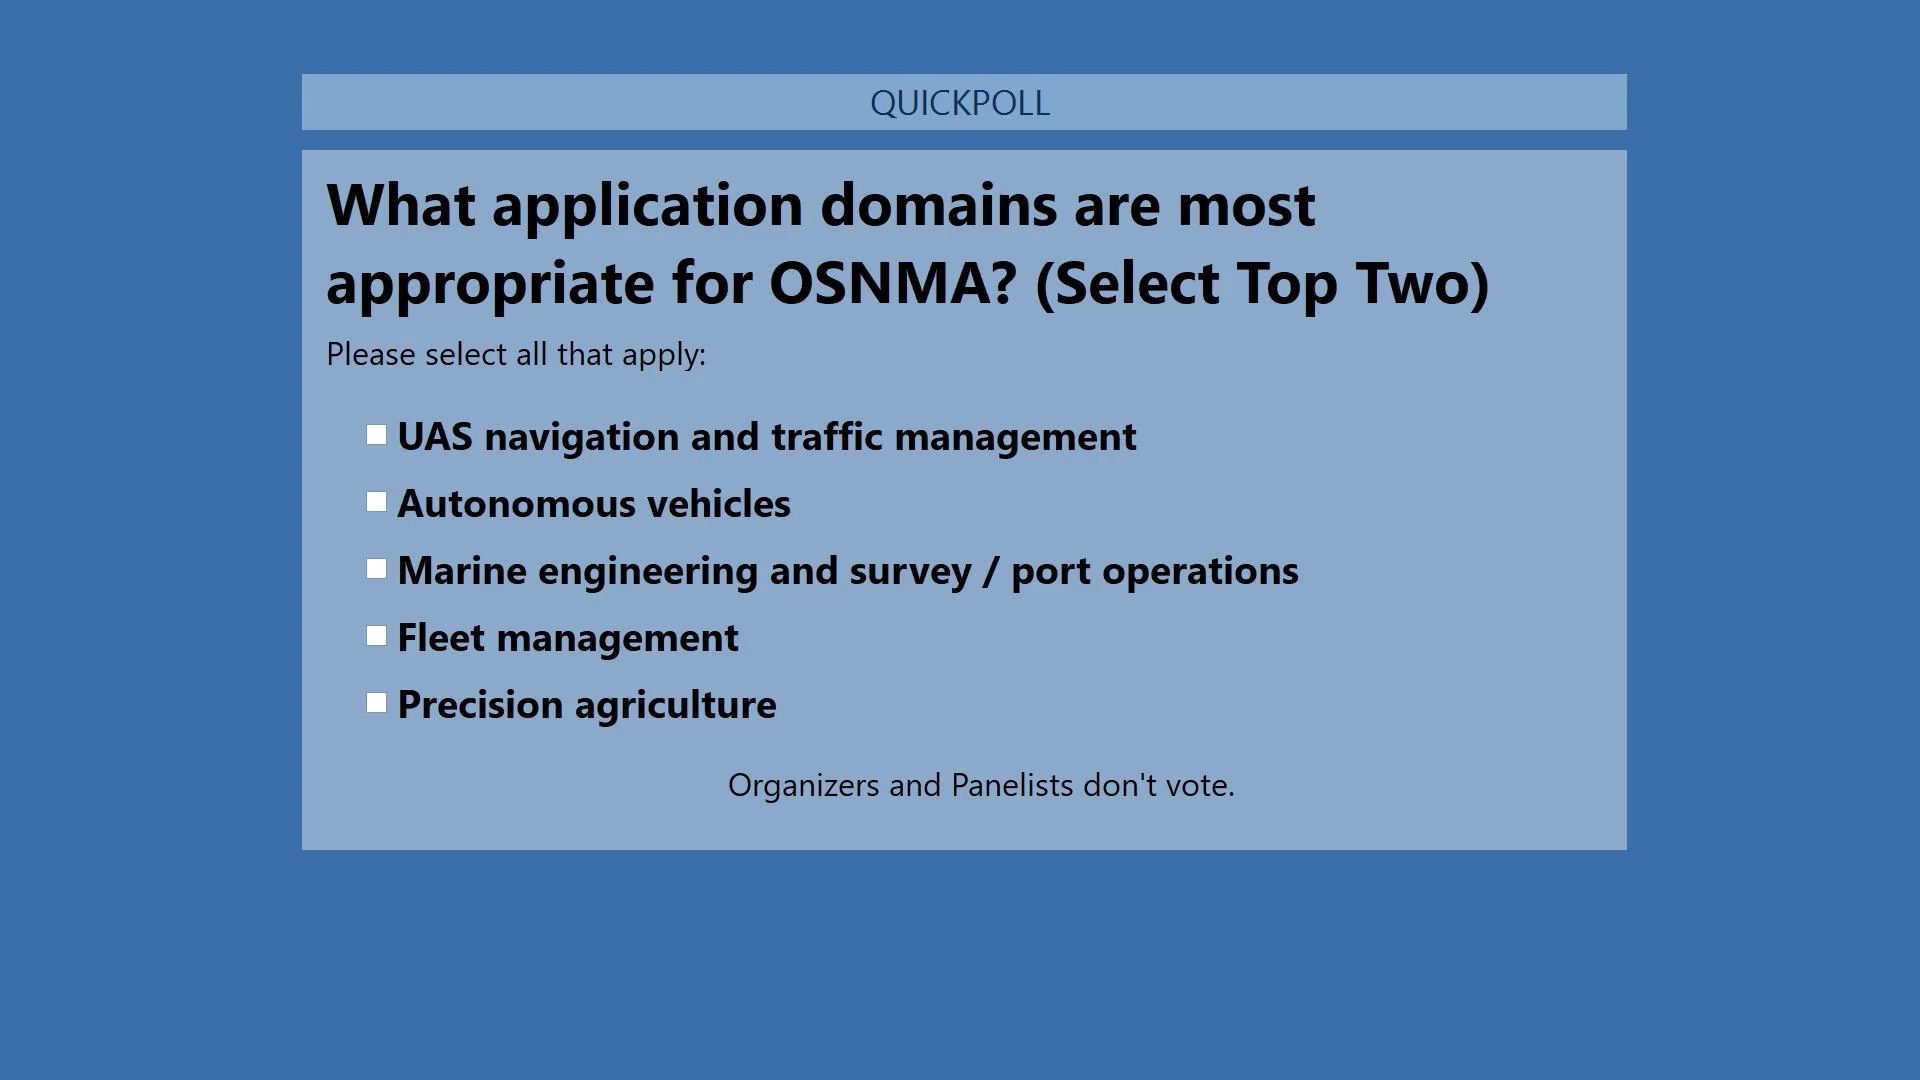 QUICKPOLL
What application domains are most
appropriate for OSNMA? (Select Top Two)
Please select all that apply:
UAS navigation and traffic management
Autonomous vehicles
Marine engineering and survey / port operations
Fleet management
Precision agriculture
Organizers and Panelists don't vote.